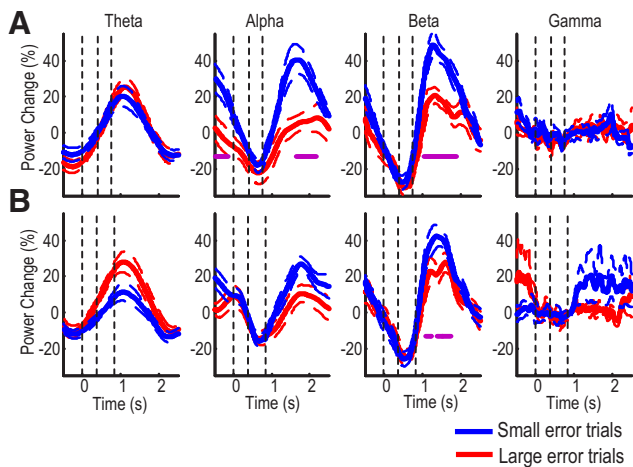 A
Theta Alpha Beta Gamma
Power Change (%)
40
20
0
-20
B
Power Change (%)
40
20
0
-20
0 1 2 0 1 2 0 1 2 0 1 2
Time (s) Time (s) Time (s) Time (s)
Small error trials
Large error trials